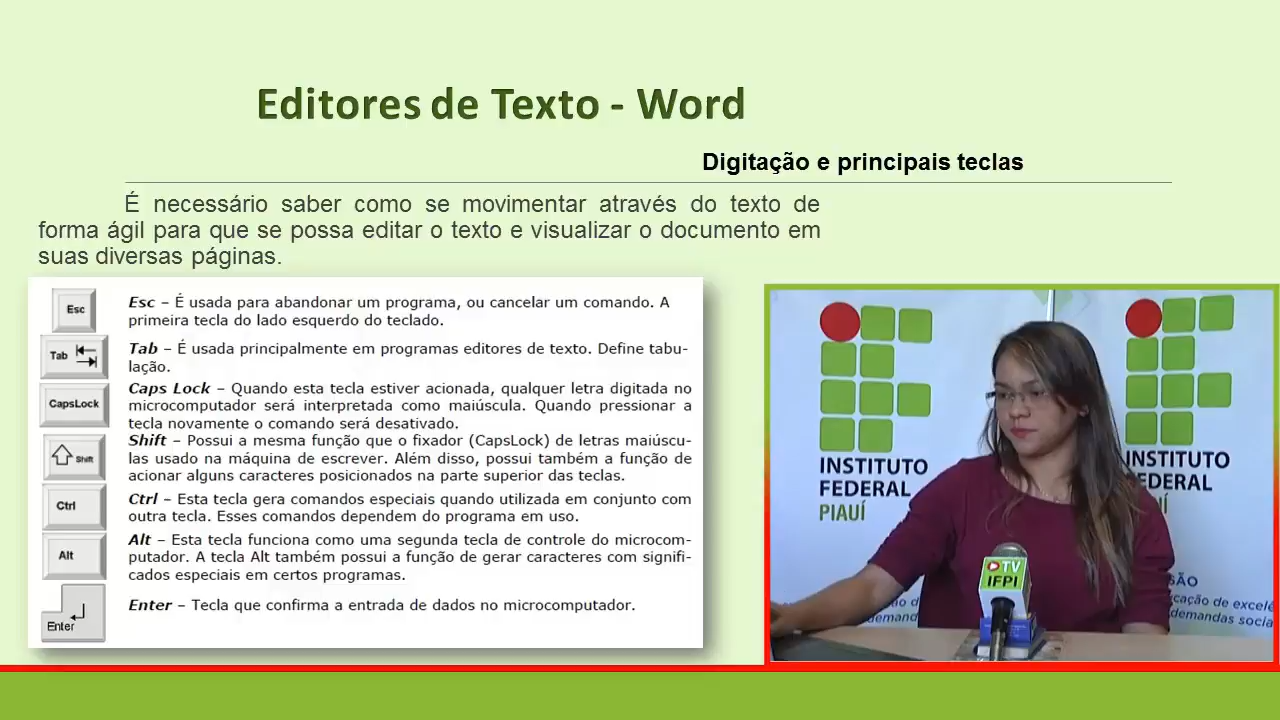 Editores de Texto - Word
Digitação e principais teclas
É necessário saber como se movimentar através do texto de
forma ágil para que se possa editar o texto e visualizar o documento em
suas diversas páginas.
Esc
Esc – É usada para abandonar um programa, ou cancelar um comando. A
primeira tecla do lado esquerdo do teclado.
Tab
Tab – É usada principalmente em programas editores de texto. Define tabu-
lação.
CapsLock
Caps Lock – Quando esta tecla estiver acionada, qualquer letra digitada no
microcomputador será interpretada como maiúscula. Quando pressionar a
tecla novamente o comando será desativado.
Shift
Shift – Possui a mesma função que o fixador (CapsLock) de letras maiúscu-
las usado na máquina de escrever. Além disso, possui também a função de
acionar alguns caracteres posicionados na parte superior das teclas.
Ctrl
Ctrl – Esta tecla gera comandos especiais quando utilizada em conjunto com
outra tecla. Esses comandos dependem do programa em uso.
Alt
Alt – Esta tecla funciona como uma segunda tecla de controle do microcom-
putador. A tecla Alt também possui a função de gerar caracteres com signifi-
cados especiais em certos programas.
Enter
Enter – Tecla que confirma a entrada de dados no microcomputador.
INSTITUTO
FEDERAL
PIAUÍ
INSTITUTO
EDERAL
TV
IFPI
SÃO
cação de excelê
demandas socia
demand